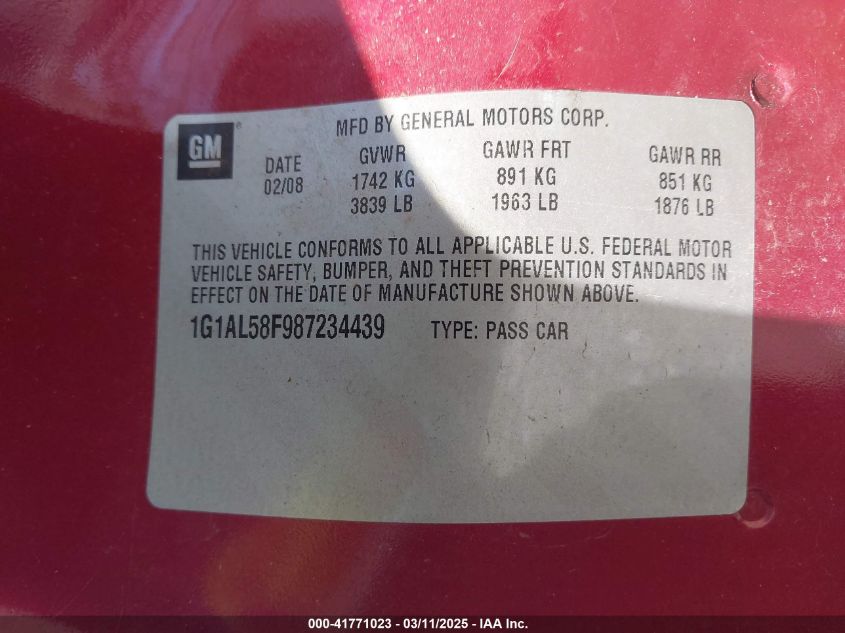 GM
MFD BY GENERAL MOTORS CORP.
DATE GVWR GAWR FRT GAWR RR
02/08 1742 KG 891 KG 851 KG
3839 LB 1963 LB 1876 LB
THIS VEHICLE CONFORMS TO ALL APPLICABLE U.S. FEDERAL MOTOR
VEHICLE SAFETY, BUMPER, AND THEFT PREVENTION STANDARDS IN
EFFECT ON THE DATE OF MANUFACTURE SHOWN ABOVE.
1G1AL58F987234439 TYPE: PASS CAR
000-41771023 - 03/11/2025 - IAA Inc.